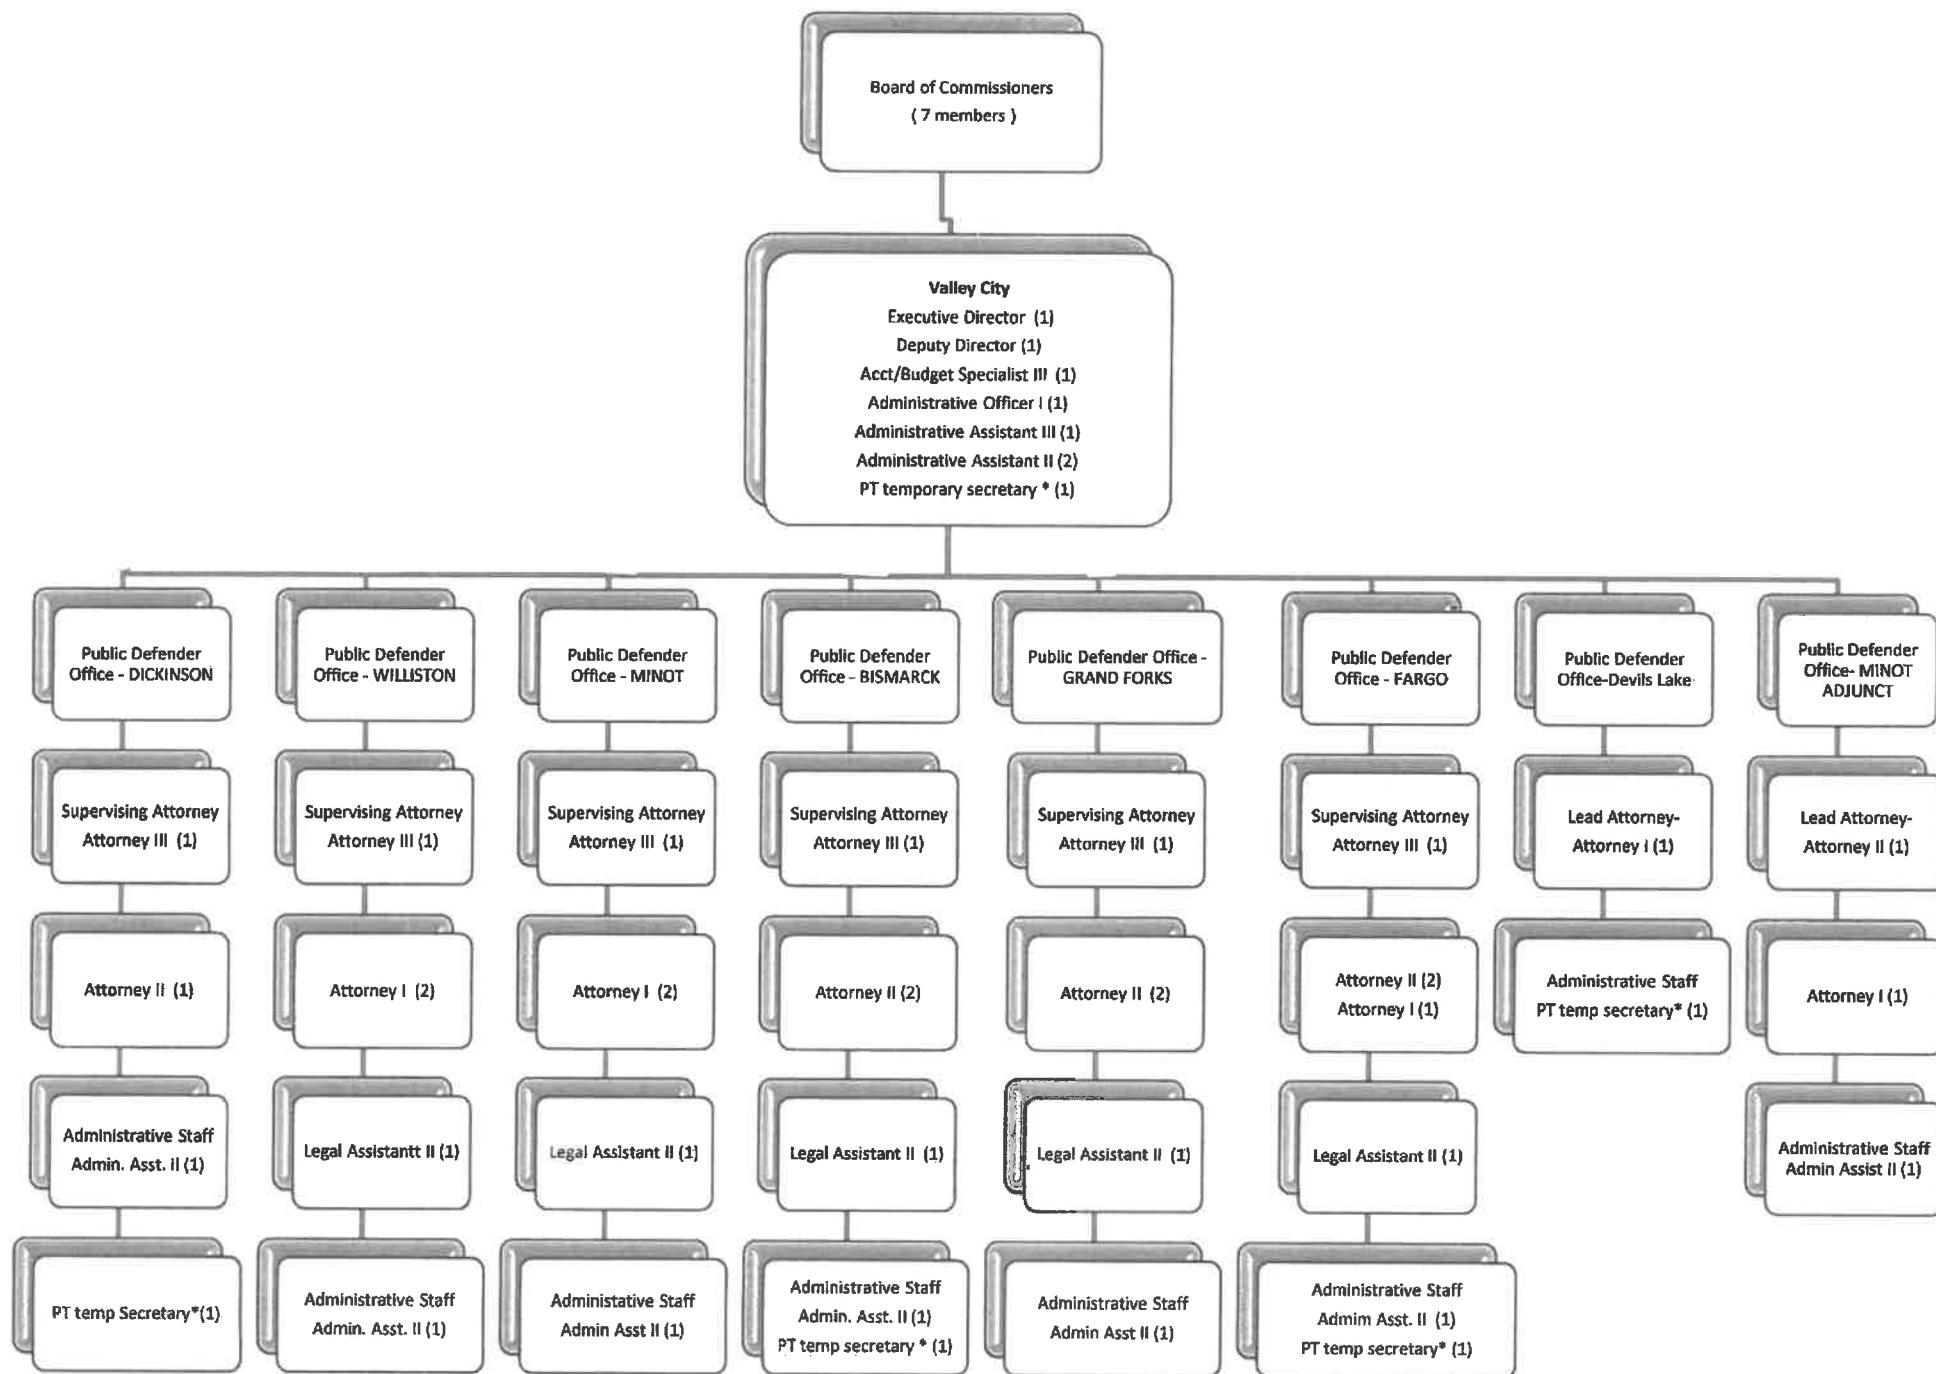 Board of Commissioners
( 7 members )
Valley City
Executive Director (1)
Deputy Director (1)
Acct/Budget Specialist III (1)
Administrative Officer I (1)
Administrative Assistant III (1)
Administrative Assistant II (2)
PT temporary secretary * (1)
Public Defender
Office - DICKINSON
Supervising Attorney
Attorney III (1)
Attorney II (1)
Administrative Staff
Admin. Asst. II (1)
PT temp Secretary*(1)
Public Defender
Office - WILLISTON
Supervising Attorney
Attorney III (1)
Attorney I (2)
Legal Assistantt II (1)
Administrative Staff
Admin. Asst. II (1)
Public Defender
Office - MINOT
Supervising Attorney
Attorney III (1)
Attorney I (2)
Legal Assistant II (1)
Administative Staff
Admin Asst II (1)
Public Defender
Office - BISMARCK
Supervising Attorney
Attorney III (1)
Attorney II (2)
Legal Assistant II (1)
Administrative Staff
Admin. Asst. II (1)
PT temp secretary * (1)
Public Defender Office -
GRAND FORKS
Supervising Attorney
Attorney III (1)
Attorney II (2)
Legal Assistant II (1)
Administrative Staff
Admin Asst II (1)
Public Defender
Office - FARGO
Supervising Attorney
Attorney III (1)
Attorney II (2)
Attorney I (1)
Legal Assistant II (1)
Administrative Staff
Admim Asst. II (1)
PT temp secretary* (1)
Public Defender
Office-Devils Lake
Lead Attorney-
Attorney I (1)
Administrative Staff
PT temp secretary* (1)
Public Defender
Office- MINOT
ADJUNCT
Lead Attorney-
Attorney II (1)
Attorney I (1)
Administrative Staff
Admin Assist II (1)